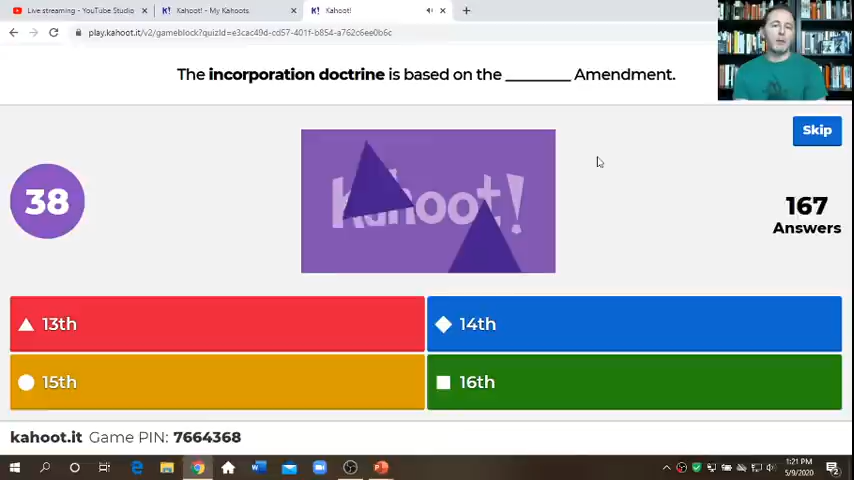 Live streaming - YouTube Studio
Kahoot! - My Kahoots
Kahoot!
play.kahoot.it/v2/gameblock?quizId=e3cac49d-cd57-401f-b854-a762c6ee0b6c
The incorporation doctrine is based on the ________ Amendment.
Skip
38
kahoot!
167
Answers
13th
14th
15th
16th
kahoot.it Game PIN: 7664368
1:21 PM
5/9/2020